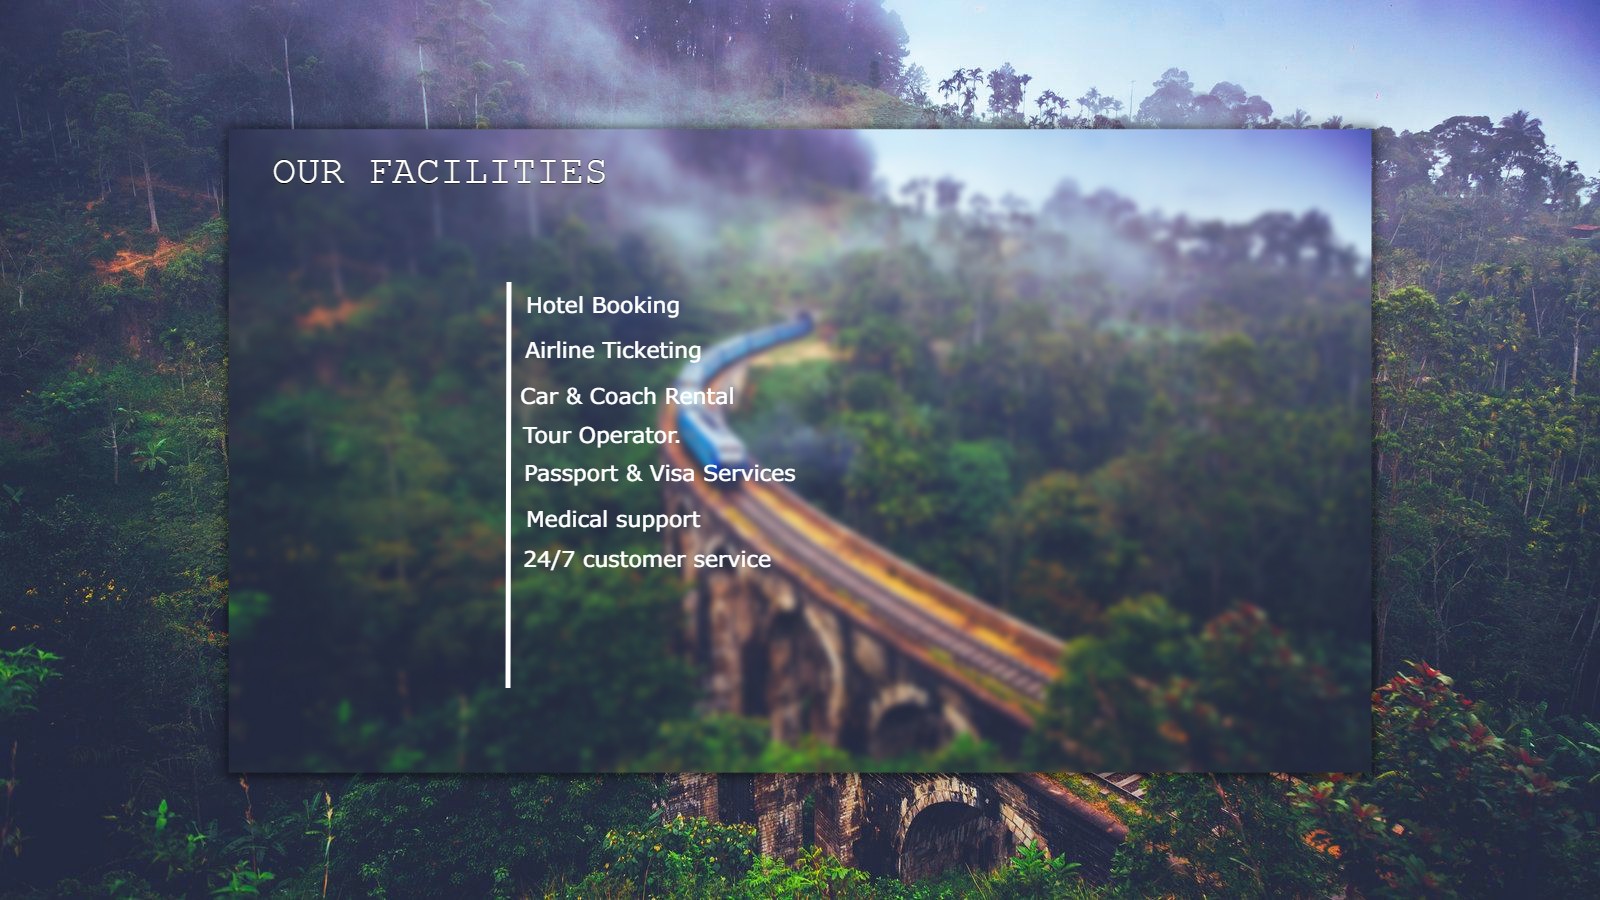 OUR FACILITIES
Hotel Booking
Airline Ticketing
Car & Coach Rental
Tour Operator.
Passport & Visa Services
Medical support
24/7 customer service